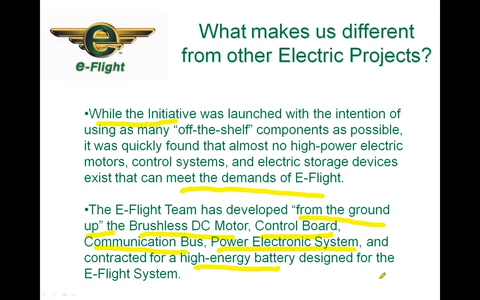 What makes us different
from other Electric Projects?
e
e-Flight
•While the Initiative was launched with the intention of
using as many “off-the-shelf” components as possible,
it was quickly found that almost no high-power electric
motors, control systems, and electric storage devices
exist that can meet the demands of E-Flight.
•The E-Flight Team has developed “from the ground
up” the Brushless DC Motor, Control Board,
Communication Bus, Power Electronic System, and
contracted for a high-energy battery designed for the
E-Flight System.